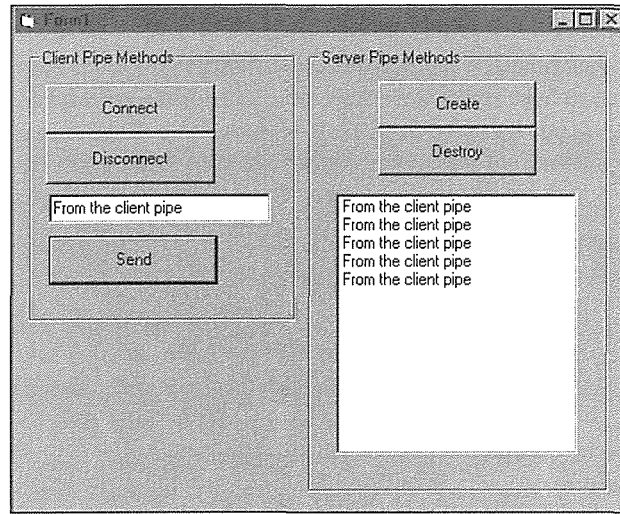 Form1
Client Pipe Methods
Connect
Disconnect
From the client pipe
Send
Server Pipe Methods
Create
Destroy
From the client pipe
From the client pipe
From the client pipe
From the client pipe
From the client pipe